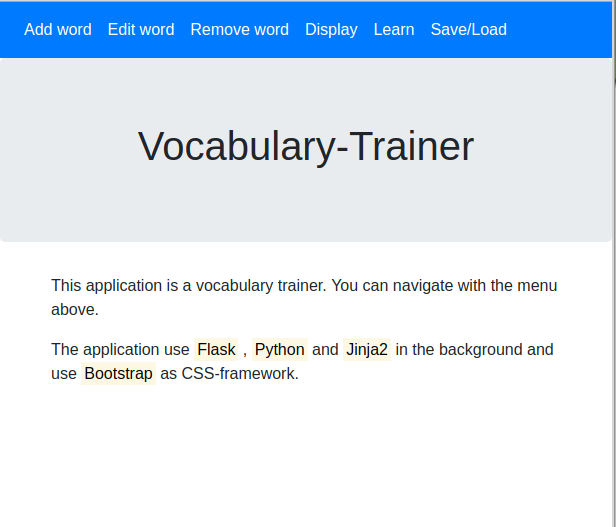 Add word Edit word Remove word Display Learn Save/Load
Vocabulary-Trainer
This application is a vocabulary trainer. You can navigate with the menu
above.
The application use Flask , Python and Jinja2 in the background and
use Bootstrap as CSS-framework.